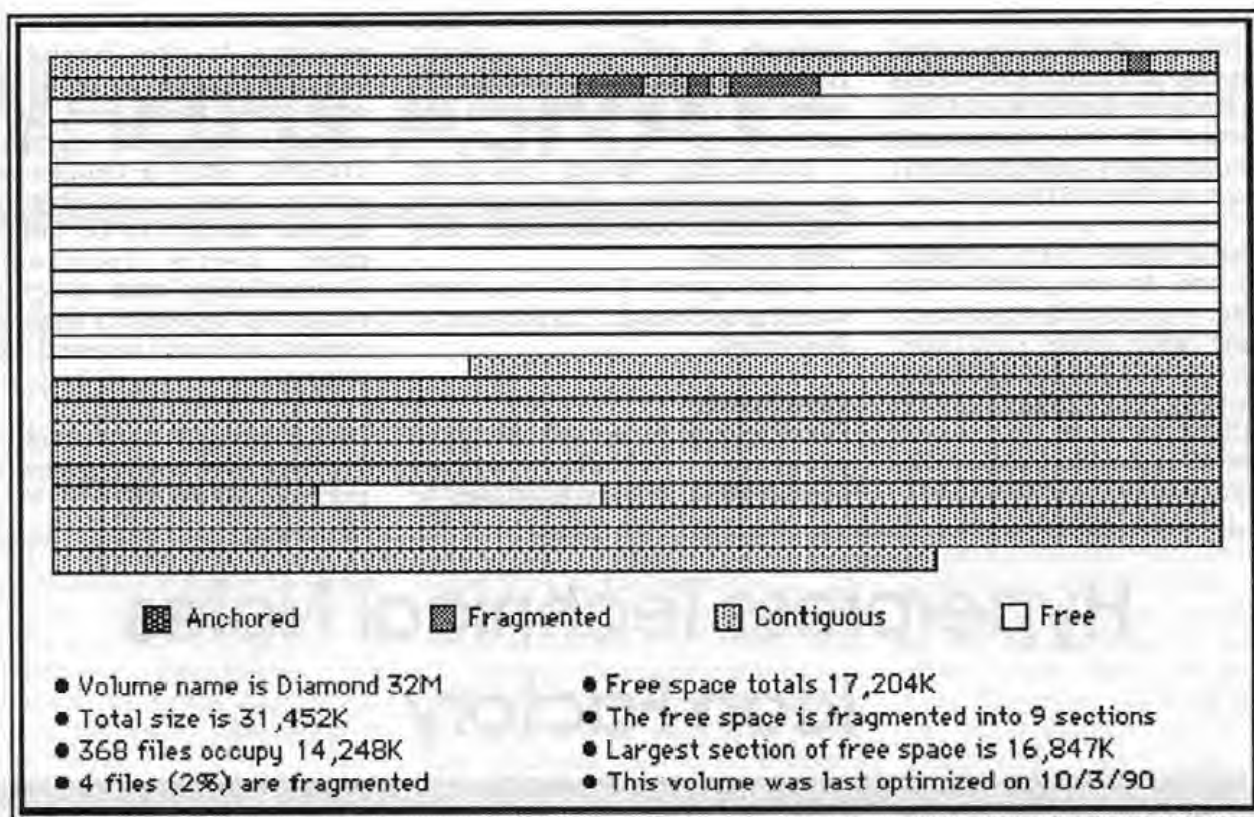 Anchored
Fragmented
Contiguous
Free
• Volume name is Diamond 32M
• Total size is 31,452K
• 368 files occupy 14,248K
• 4 files (2%) are fragmented
• Free space totals 17,204K
• The free space is fragmented into 9 sections
• Largest section of free space is 16,847K
• This volume was last optimized on 10/3/90